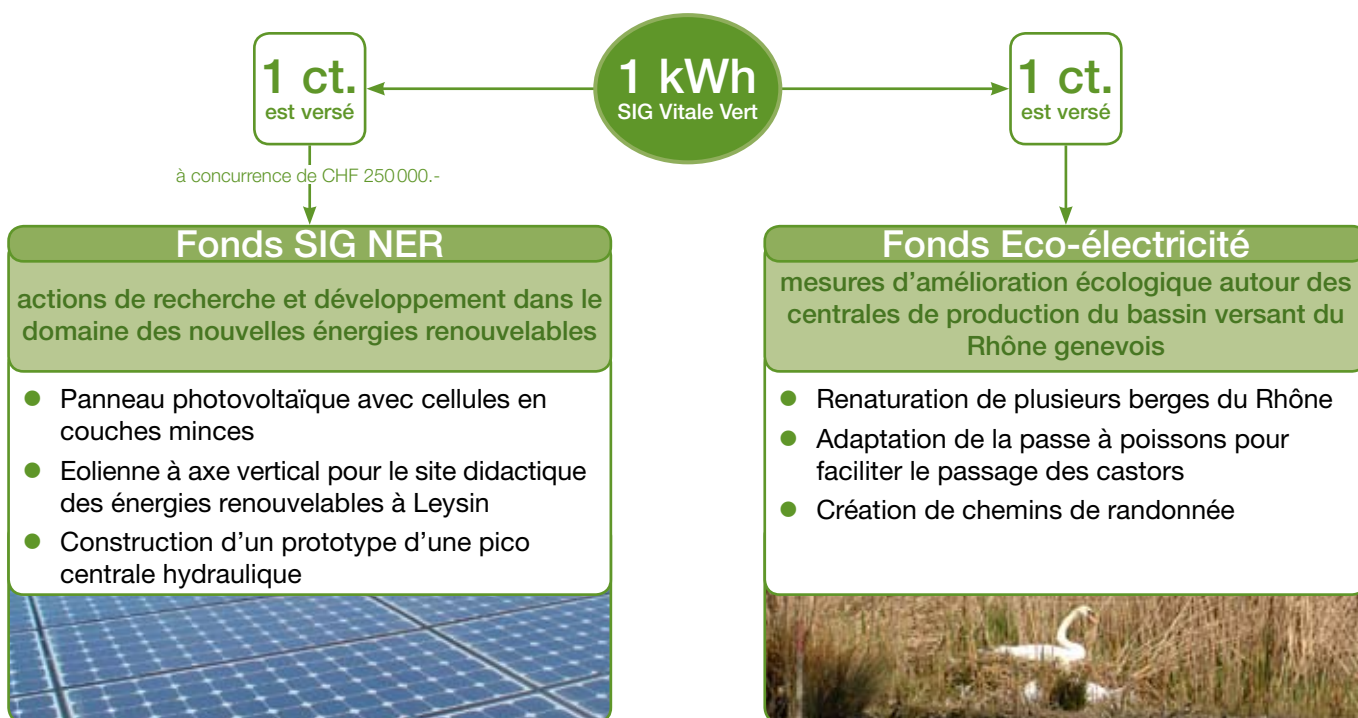 1 ct.
est versé
1 kWh
SIG Vitale Vert
1 ct.
est versé
à concurrence de CHF 250 000.-
Fonds SIG NER
actions de recherche et développement dans le
domaine des nouvelles énergies renouvelables
● Panneau photovoltaïque avec cellules en
couches minces
● Eolienne à axe vertical pour le site didactique
des énergies renouvelables à Leysin
● Construction d’un prototype d’une pico
centrale hydraulique
Fonds Eco-électricité
mesures d’amélioration écologique autour des
centrales de production du bassin versant du
Rhône genevois
● Renaturation de plusieurs berges du Rhône
● Adaptation de la passe à poissons pour
faciliter le passage des castors
● Création de chemins de randonnée